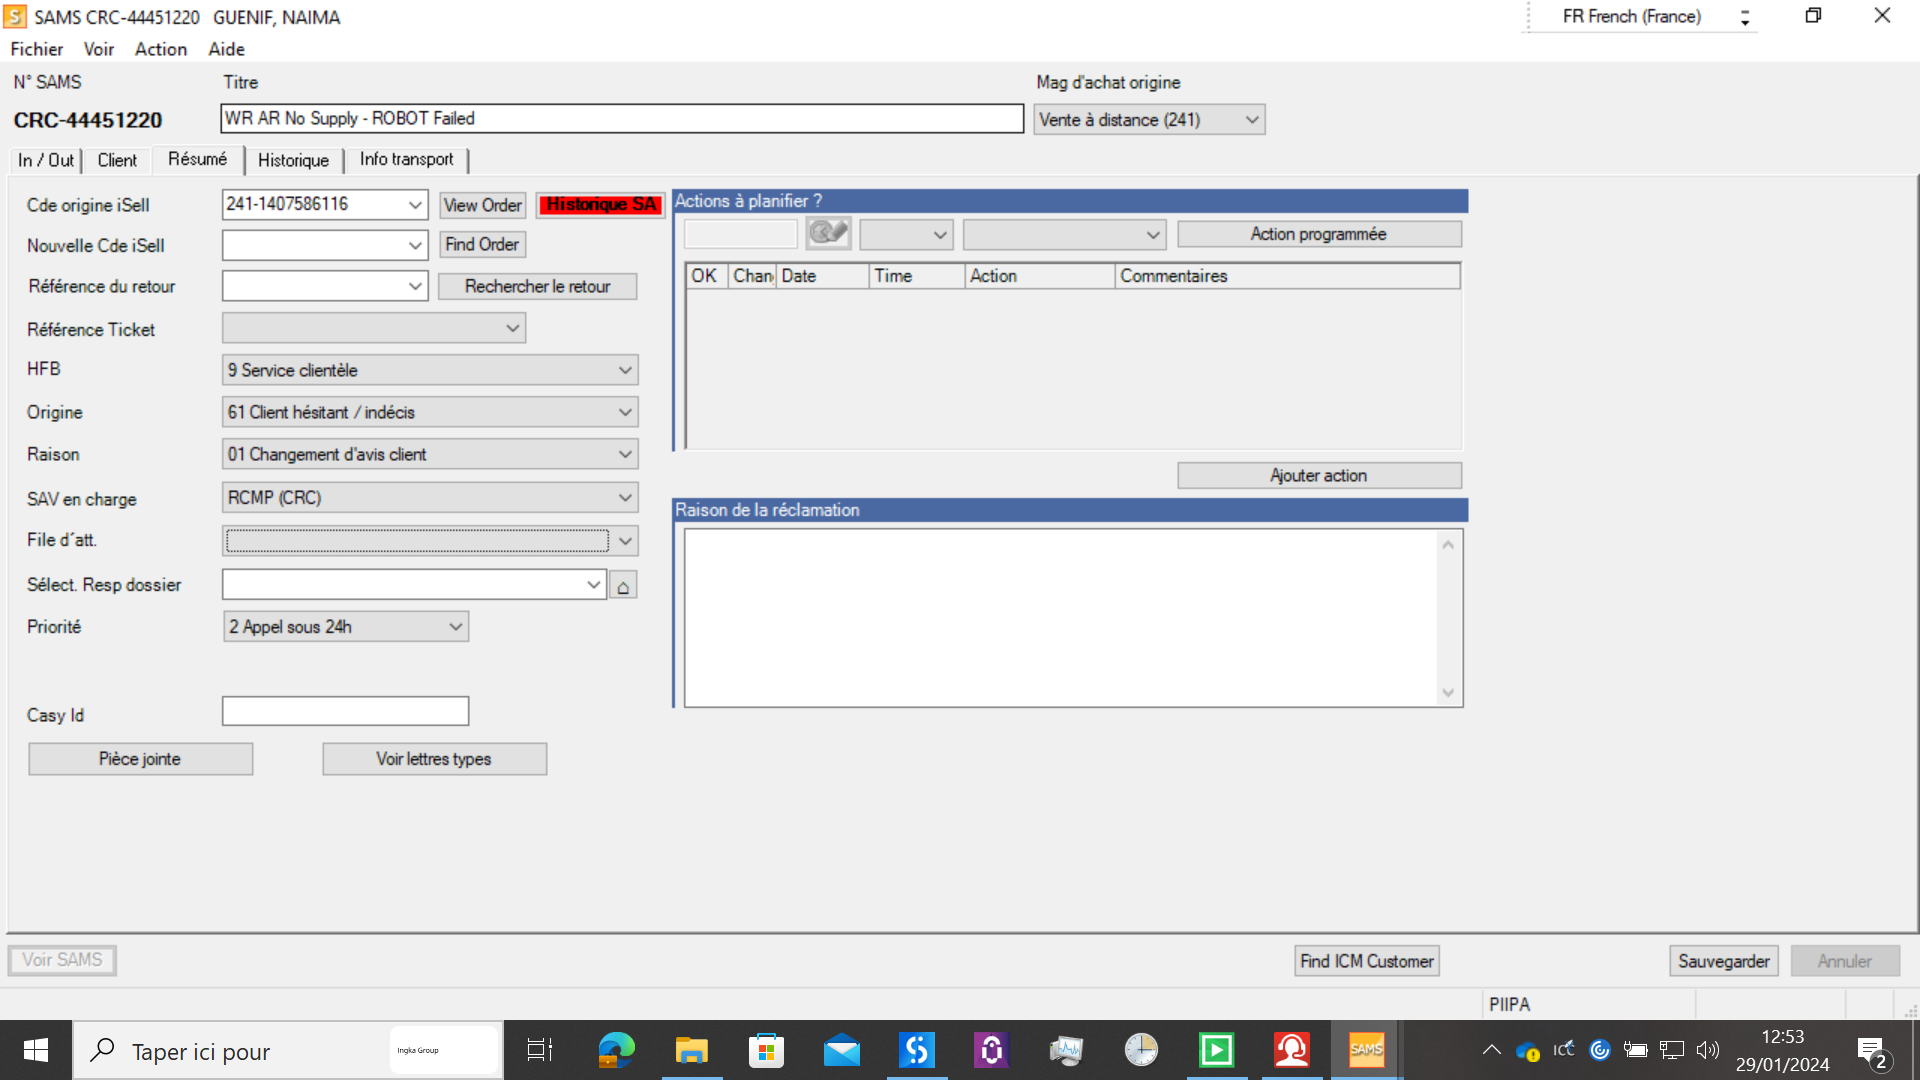 SAMS CRC-44451220 GUENIF, NAIMA
FR French (France)
Fichier Voir Action Aide
N° SAMS Titre Mag d'achat origine
CRC-44451220 WR AR No Supply - ROBOT Failed Vente à distance (241)
In / Out Client Résumé Historique Info transport
Cde origine iSell 241-1407586116 View Order Historique SA
Nouvelle Cde iSell Find Order
Référence du retour Rechercher le retour
Référence Ticket
HFB 9 Service clientèle
Origine 61 Client hésitant / indécis
Raison 01 Changement d'avis client
SAV en charge RCMP (CRC)
File d´att.
Sélect. Resp dossier
Priorité 2 Appel sous 24h
Casy Id
Pièce jointe Voir lettres types
Actions à planifier ?
Action programmée
OK Chan Date Time Action Commentaires
Ajouter action
Raison de la réclamation
Voir SAMS Find ICM Customer Sauvegarder Annuler
PIIPA
Taper ici pour Ingka Group
SAMS
ICC
12:53
29/01/2024
2